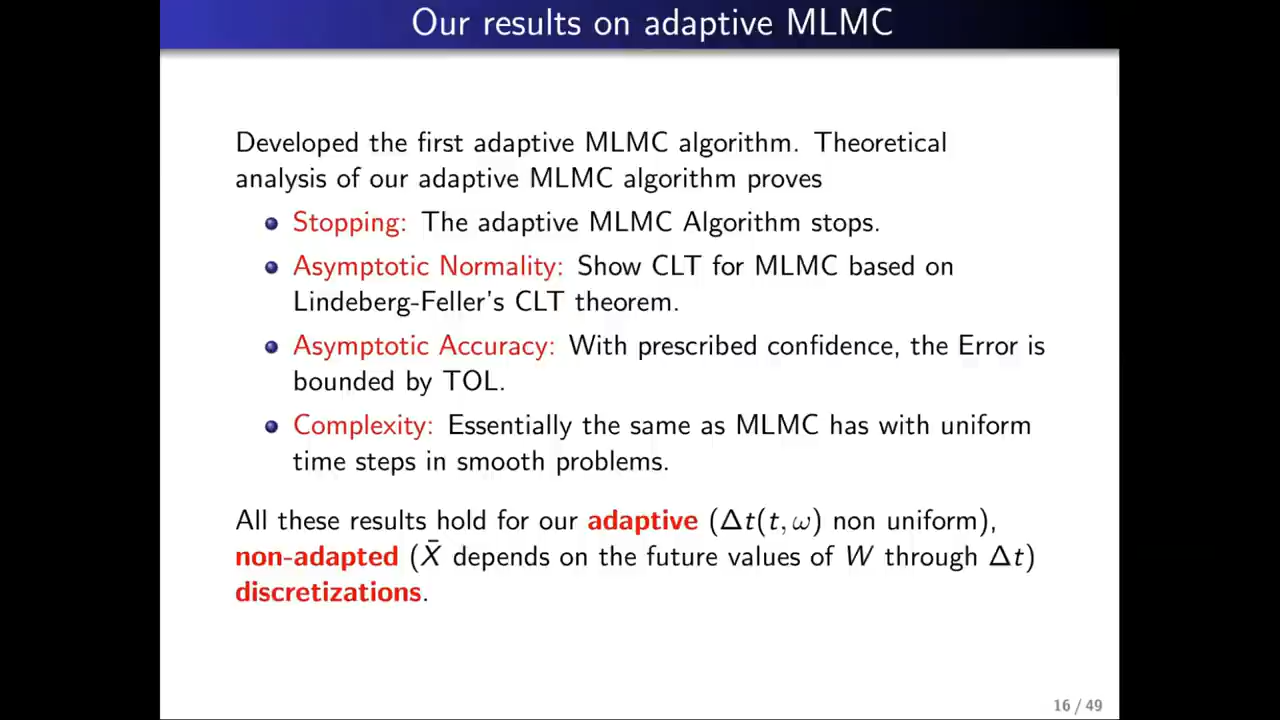 Our results on adaptive MLMC
Developed the first adaptive MLMC algorithm. Theoretical
analysis of our adaptive MLMC algorithm proves
Stopping: The adaptive MLMC Algorithm stops.
Asymptotic Normality: Show CLT for MLMC based on
Lindeberg-Feller's CLT theorem.
Asymptotic Accuracy: With prescribed confidence, the Error is
bounded by TOL.
Complexity: Essentially the same as MLMC has with uniform
time steps in smooth problems.
All these results hold for our adaptive (Δt(t, ω) non uniform),
non-adapted (X̄ depends on the future values of W through Δt)
discretizations.
16 / 49